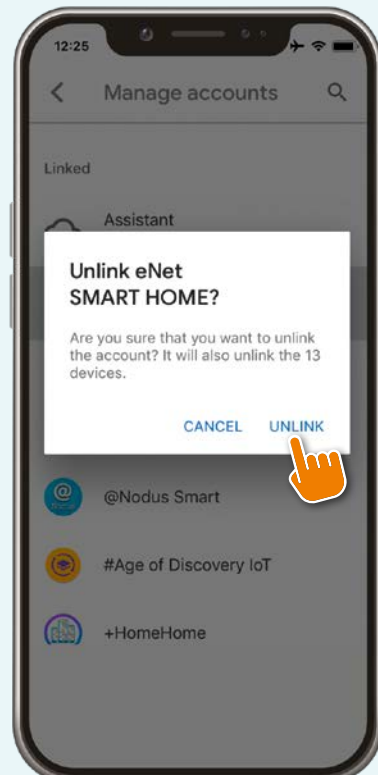 12:25
Manage accounts
Linked
Assistant
Unlink eNet
SMART HOME?
Are you sure that you want to unlink
the account? It will also unlink the 13
devices.
CANCEL UNLINK
@Nodus Smart
#Age of Discovery IoT
+HomeHome